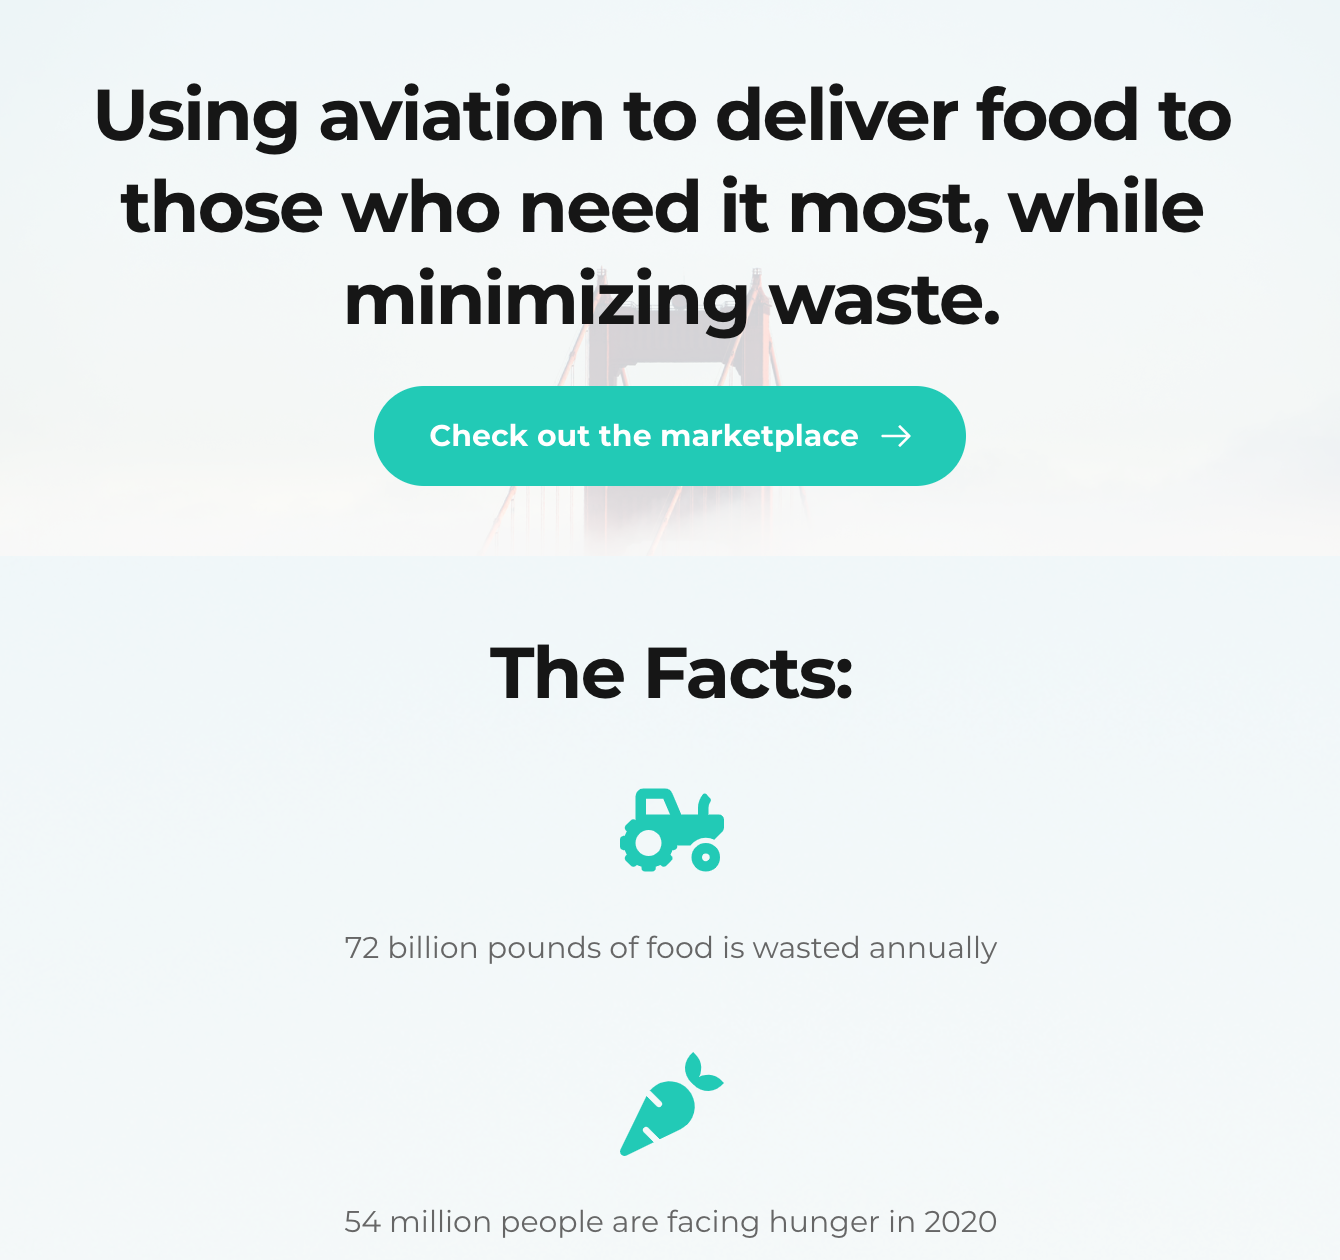 Using aviation to deliver food to
those who need it most, while
minimizing waste.
Check out the marketplace
The Facts:
72 billion pounds of food is wasted annually
54 million people are facing hunger in 2020